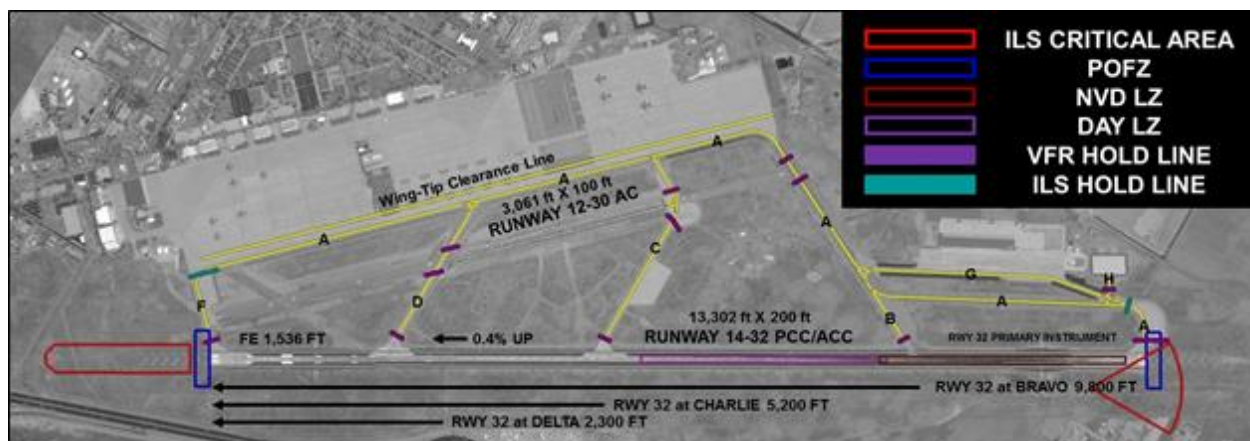 ILS CRITICAL AREA
POFZ
NVD LZ
DAY LZ
VFR HOLD LINE
ILS HOLD LINE
A
Wing-Tip Clearance Line
A
3,061 ft X 100 ft
RUNWAY 12-30 AC
A
A
C
G
H
F
D
A
B
A
13,302 ft X 200 ft
FE 1,536 FT
0.4% UP
RUNWAY 14-32 PCC/ACC
RWY 32 PRIMARY INSTRUMENT
RWY 32 at BRAVO 9,800 FT
RWY 32 at CHARLIE 5,200 FT
RWY 32 at DELTA 2,300 FT